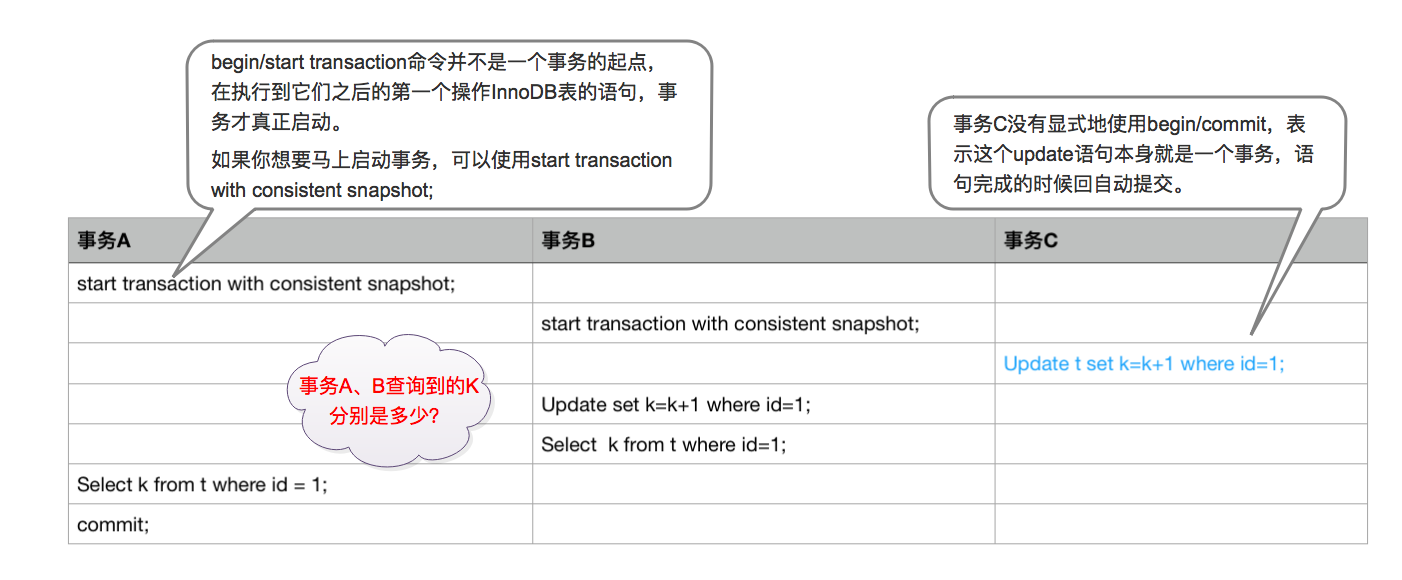 begin/start transaction命令并不是一个事务的起点，
在执行到它们之后的第一个操作InnoDB表的语句，事
务才真正启动。
如果你想要马上启动事务，可以使用start transaction
with consistent snapshot;
事务C没有显式地使用begin/commit，表
示这个update语句本身就是一个事务，语
句完成的时候回自动提交。
事务A 事务B 事务C
start transaction with consistent snapshot;
start transaction with consistent snapshot;
Update t set k=k+1 where id=1;
事务A、B查询到的K
分别是多少？
Update set k=k+1 where id=1;
Select k from t where id=1;
Select k from t where id = 1;
commit;